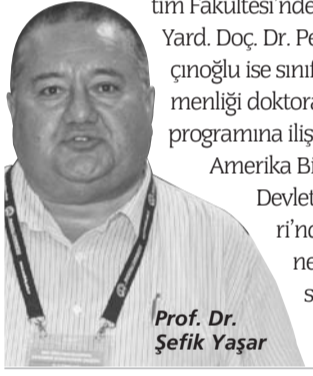 tim Fakültesi'nde
Yard. Doç. Dr. Pe
çınoğlu ise sınıf
menliği doktora
programına iliş
Amerika Bi
Devlet
ri'nd
ne
s
Prof. Dr.
Şefik Yaşar